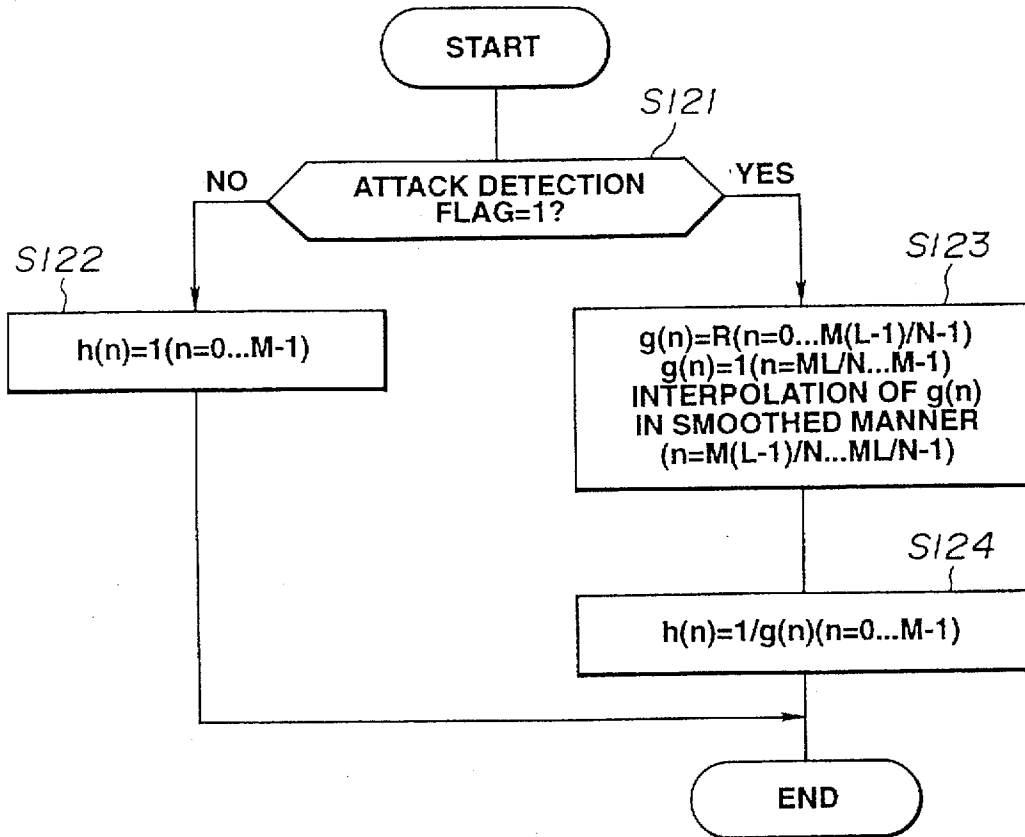 START
S121
NO
YES
ATTACK DETECTION
FLAG=1?
S122
h(n)=1(n=0...M-1)
S123
g(n)=R(n=0...M(L-1)/N-1)
g(n)=1(n=ML/N...M-1)
INTERPOLATION OF g(n)
IN SMOOTHED MANNER
(n=M(L-1)/N...ML/N-1)
S124
h(n)=1/g(n)(n=0...M-1)
END